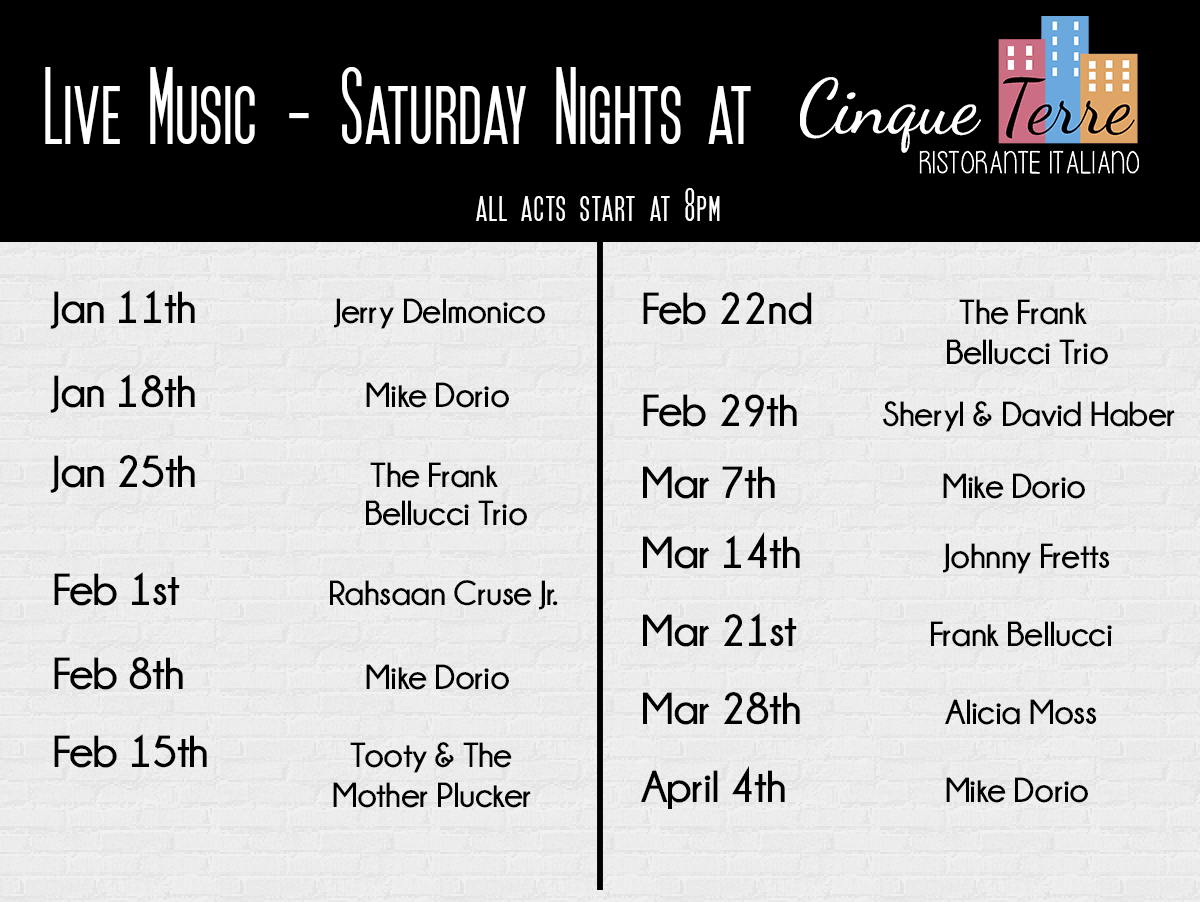 Live Music - Saturday Nights at
Cinque Terre
RISTORANTE ITALIANO
ALL ACTS START AT 8PM
Jan 11th Jerry Delmonico
Jan 18th Mike Dorio
Jan 25th The Frank
Bellucci Trio
Feb 1st Rahsaan Cruse Jr.
Feb 8th Mike Dorio
Feb 15th Tooty & The
Mother Plucker
Feb 22nd The Frank
Bellucci Trio
Feb 29th Sheryl & David Haber
Mar 7th Mike Dorio
Mar 14th Johnny Fretts
Mar 21st Frank Bellucci
Mar 28th Alicia Moss
April 4th Mike Dorio